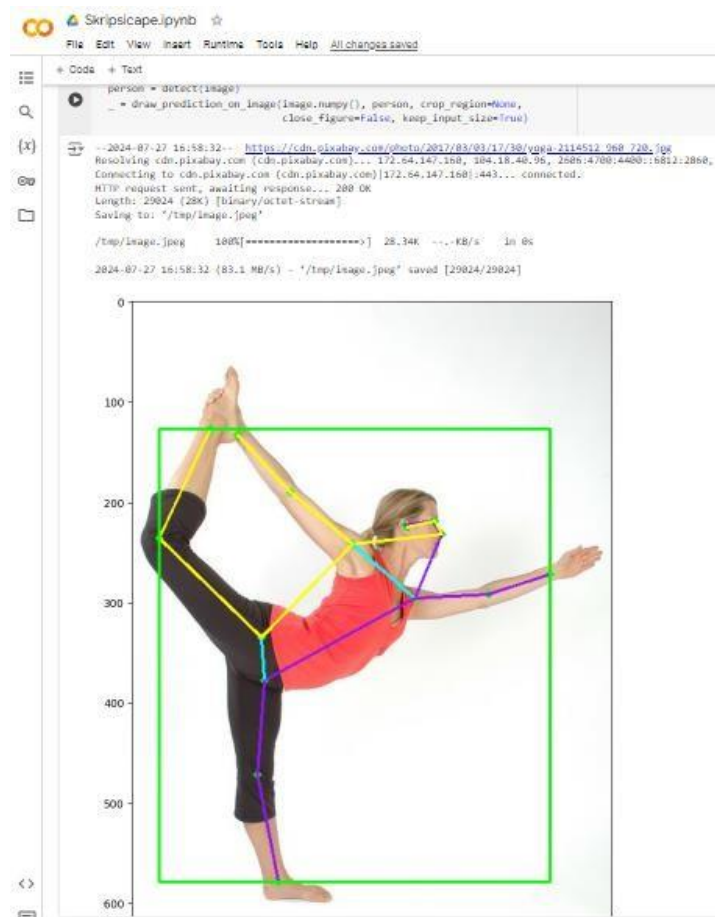 Skripsicape.ipynb
File Edit View Insert Runtime Tools Help All changes saved
+ Code + Text
person = detect(image)
_ = draw_prediction_on_image(image.numpy(), person, crop_region=None,
close_figure=False, keep_input_size=True)
--2024-07-27 16:58:32-- https://cdn.pixabay.com/photo/2017/03/03/17/30/yoga-2114512_960_720.jpg
Resolving cdn.pixabay.com (cdn.pixabay.com)... 172.64.147.160, 104.18.40.96, 2606:4700:4400::6812:2860,
Connecting to cdn.pixabay.com (cdn.pixabay.com)|172.64.147.160|:443... connected.
HTTP request sent, awaiting response... 200 OK
Length: 29024 (28K) [binary/octet-stream]
Saving to: '/tmp/image.jpeg'
/tmp/image.jpeg 100%[===================>] 28.34K --.-KB/s in 0s
2024-07-27 16:58:32 (83.1 MB/s) - '/tmp/image.jpeg' saved [29024/29024]
0
100
200
300
400
500
600